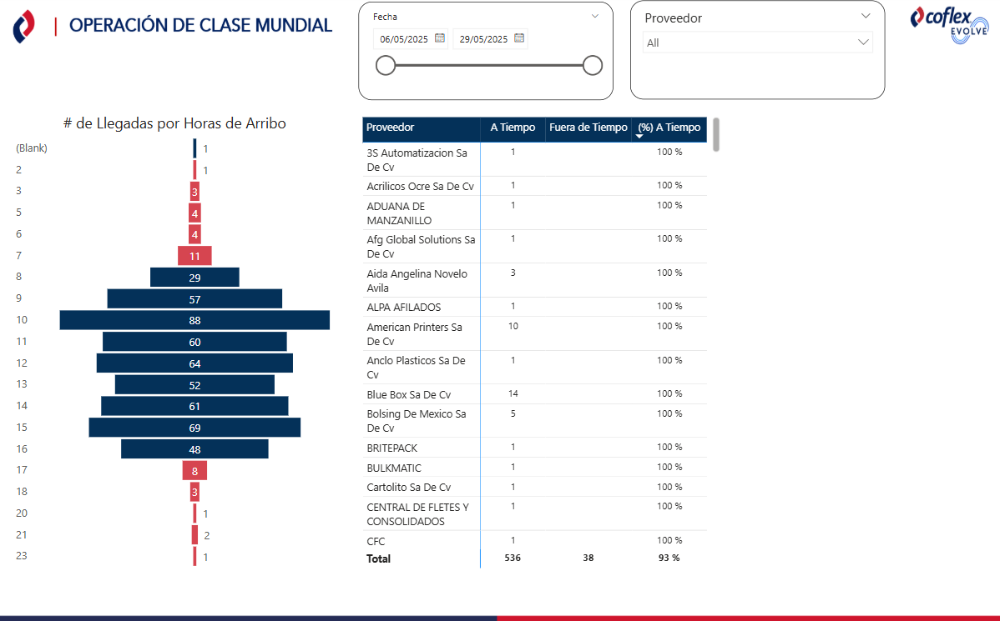 OPERACIÓN DE CLASE MUNDIAL
Fecha
06/05/2025 29/05/2025
Proveedor
All
coflex
EVOLVE
# de Llegadas por Horas de Arribo
(Blank) 1
2 1
3 3
5 4
6 4
7 11
8 29
9 57
10 88
11 60
12 64
13 52
14 61
15 69
16 48
17 8
18 3
20 1
21 2
23 1
Proveedor A Tiempo Fuera de Tiempo (%) A Tiempo
3S Automatizacion Sa 1 100 %
De Cv
Acrilicos Ocre Sa De Cv 1 100 %
ADUANA DE 1 100 %
MANZANILLO
Afg Global Solutions Sa 1 100 %
De Cv
Aida Angelina Novelo 3 100 %
Avila
ALPA AFILADOS 1 100 %
American Printers Sa 10 100 %
De Cv
Anclo Plasticos Sa De 1 100 %
Cv
Blue Box Sa De Cv 14 100 %
Bolsing De Mexico Sa 5 100 %
De Cv
BRITEPACK 1 100 %
BULKMATIC 1 100 %
Cartolito Sa De Cv 1 100 %
CENTRAL DE FLETES Y 1 100 %
CONSOLIDADOS
CFC 1 100 %
Total 536 38 93 %